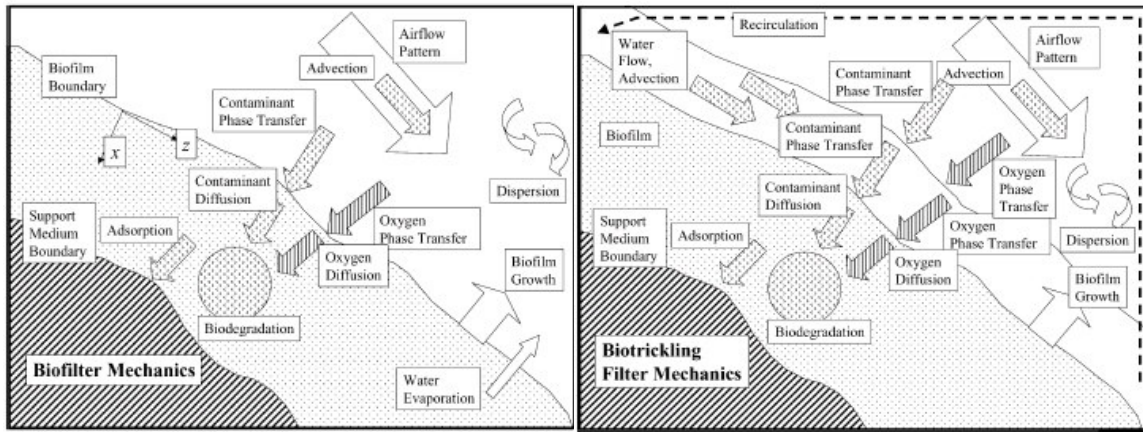 Airflow
Pattern
Advection
Biofilm
Boundary
Contaminant
Phase Transfer
x
z
Dispersion
Contaminant
Diffusion
Support
Medium
Boundary
Adsorption
Oxygen
Phase Transfer
Oxygen
Diffusion
Biofilm
Growth
Biodegradation
Biofilter Mechanics
Water
Evaporation
Recirculation
Water
Flow,
Advection
Airflow
Pattern
Contaminant
Phase Transfer
Advection
Biofilm
Contaminant
Phase Transfer
Oxygen
Phase
Transfer
Contaminant
Diffusion
Support
Medium
Boundary
Adsorption
Oxygen
Phase Transfer
Dispersion
Oxygen
Diffusion
Biofilm
Growth
Biodegradation
Biotrickling
Filter Mechanics